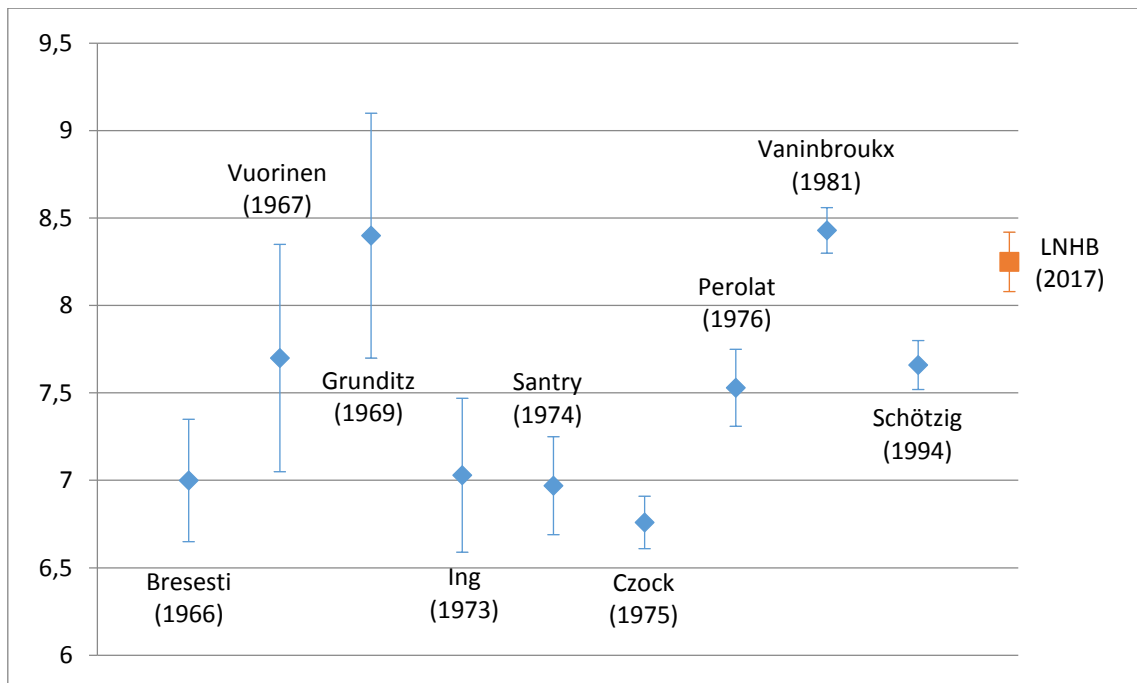 9,5
9
8,5
8
7,5
7
6,5
6
Bresesti
(1966)
Vuorinen
(1967)
Grunditz
(1969)
Ing
(1973)
Santry
(1974)
Czock
(1975)
Perolat
(1976)
Vaninbroukx
(1981)
Schötzig
(1994)
LNHB
(2017)